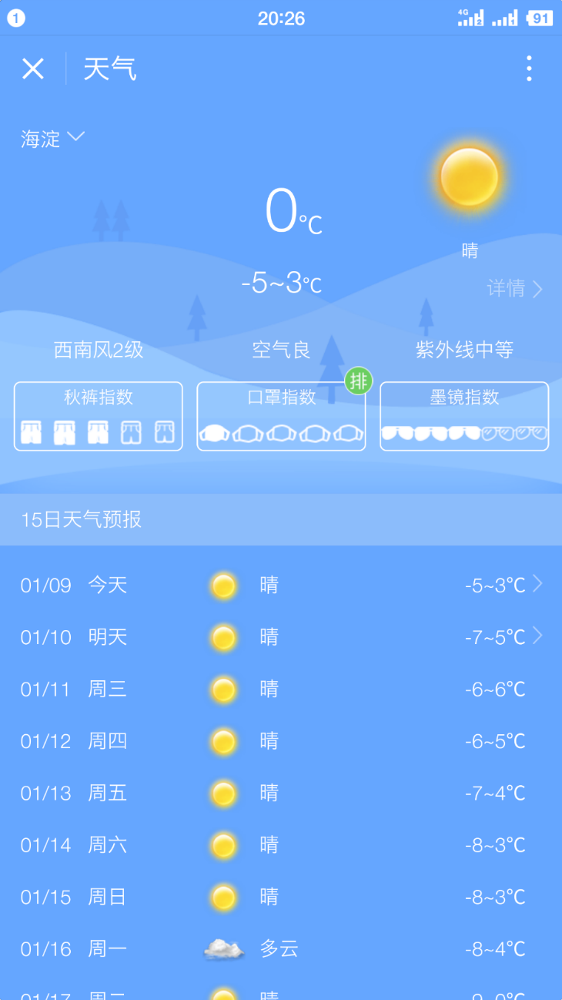 1 20:26 4G 2 91
天气
海淀
0°C
晴
-5~3°C
详情
西南风2级 空气良 紫外线中等
排
秋裤指数 口罩指数 墨镜指数
15日天气预报
01/09 今天 晴 -5~3°C
01/10 明天 晴 -7~5°C
01/11 周三 晴 -6~6°C
01/12 周四 晴 -6~5°C
01/13 周五 晴 -7~4°C
01/14 周六 晴 -8~3°C
01/15 周日 晴 -8~3°C
01/16 周一 多云 -8~4°C